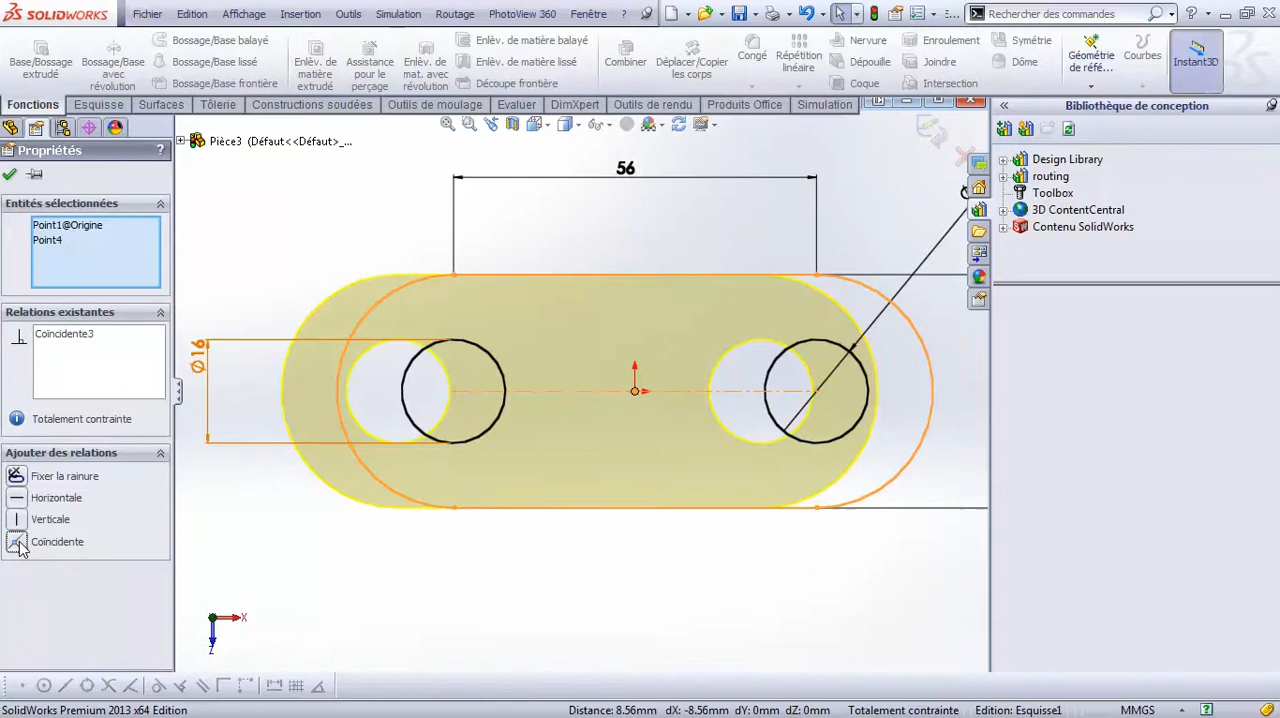 SOLIDWORKS
Fichier Edition Affichage Insertion Outils Simulation Routage PhotoView 360 Fenêtre ?
Rechercher des commandes
Base/Bossage extrudé
Bossage/Base avec révolution
Bossage/Base balayé
Bossage/Base lissé
Bossage/Base frontière
Enlèv. de matière extrudé
Assistance pour le perçage
Enlèv. de mat. avec révolution
Enlèv. de matière balayé
Enlèv. de matière lissé
Découpe frontière
Combiner
Déplacer/Copier les corps
Congé
Répétition linéaire
Nervure
Dépouille
Coque
Enroulement
Joindre
Intersection
Symétrie
Dôme
Géométrie de référ...
Courbes
Instant3D
Fonctions Esquisse Surfaces Tôlerie Constructions soudées Outils de moulage Evaluer DimXpert Outils de rendu Produits Office Simulation
Propriétés ?
Entités sélectionnées
Point1@Origine
Point4
Relations existantes
Coïncidente3
Totalement contrainte
Ajouter des relations
Fixer la rainure
Horizontale
Verticale
Coïncidente
Pièce3 (Défaut<<Défaut>_...
56
Ø16
X
Z
Bibliothèque de conception
Design Library
routing
Toolbox
3D ContentCentral
Contenu SolidWorks
SolidWorks Premium 2013 x64 Edition
Distance: 8.56mm dX: -8.56mm dY: 0mm dZ: 0mm Totalement contrainte Edition: Esquisse1 MMGS